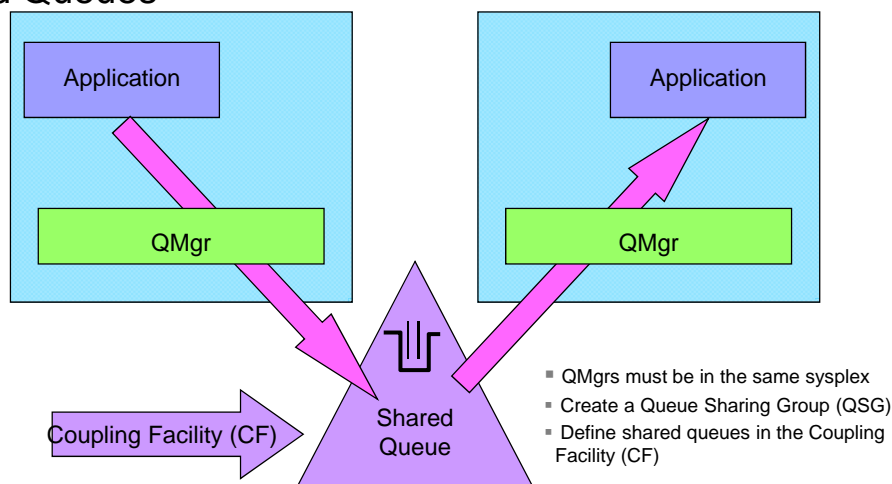 Queues
Application
Application
QMgr
QMgr
Coupling Facility (CF)
Shared
Queue
▪ QMgrs must be in the same sysplex
▪ Create a Queue Sharing Group (QSG)
▪ Define shared queues in the Coupling
Facility (CF)